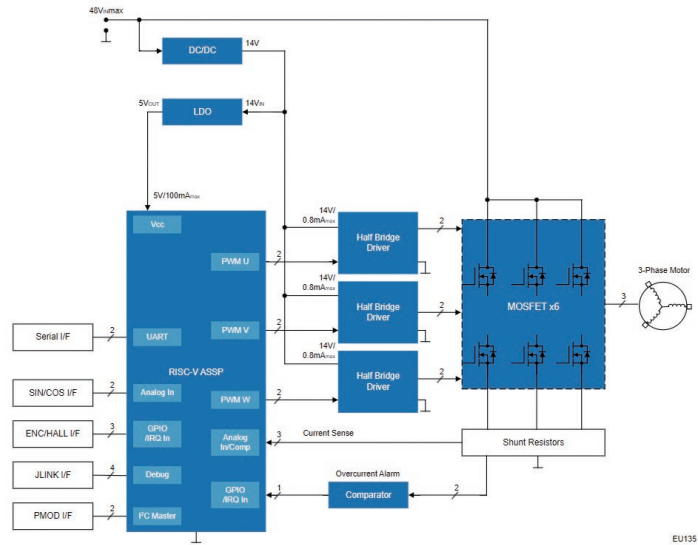 48VINmax
DC/DC
14V
5VOUT
LDO
14VIN
5V/100mAmax
Vcc
PWM U
2
14V/
0.8mAmax
Half Bridge
Driver
2
PWM V
2
14V/
0.8mAmax
Half Bridge
Driver
2
MOSFET x6
3
3-Phase Motor
Serial I/F
2
UART
RISC-V ASSP
14V/
0.8mAmax
Half Bridge
Driver
2
SIN/COS I/F
2
Analog In
PWM W
2
ENC/HALL I/F
3
GPIO
/IRQ In
Analog
In/Comp
3
Current Sense
Shunt Resistors
JLINK I/F
4
Debug
GPIO
/IRQ In
1
Overcurrent Alarm
Comparator
2
PMOD I/F
2
I²C Master
EU135